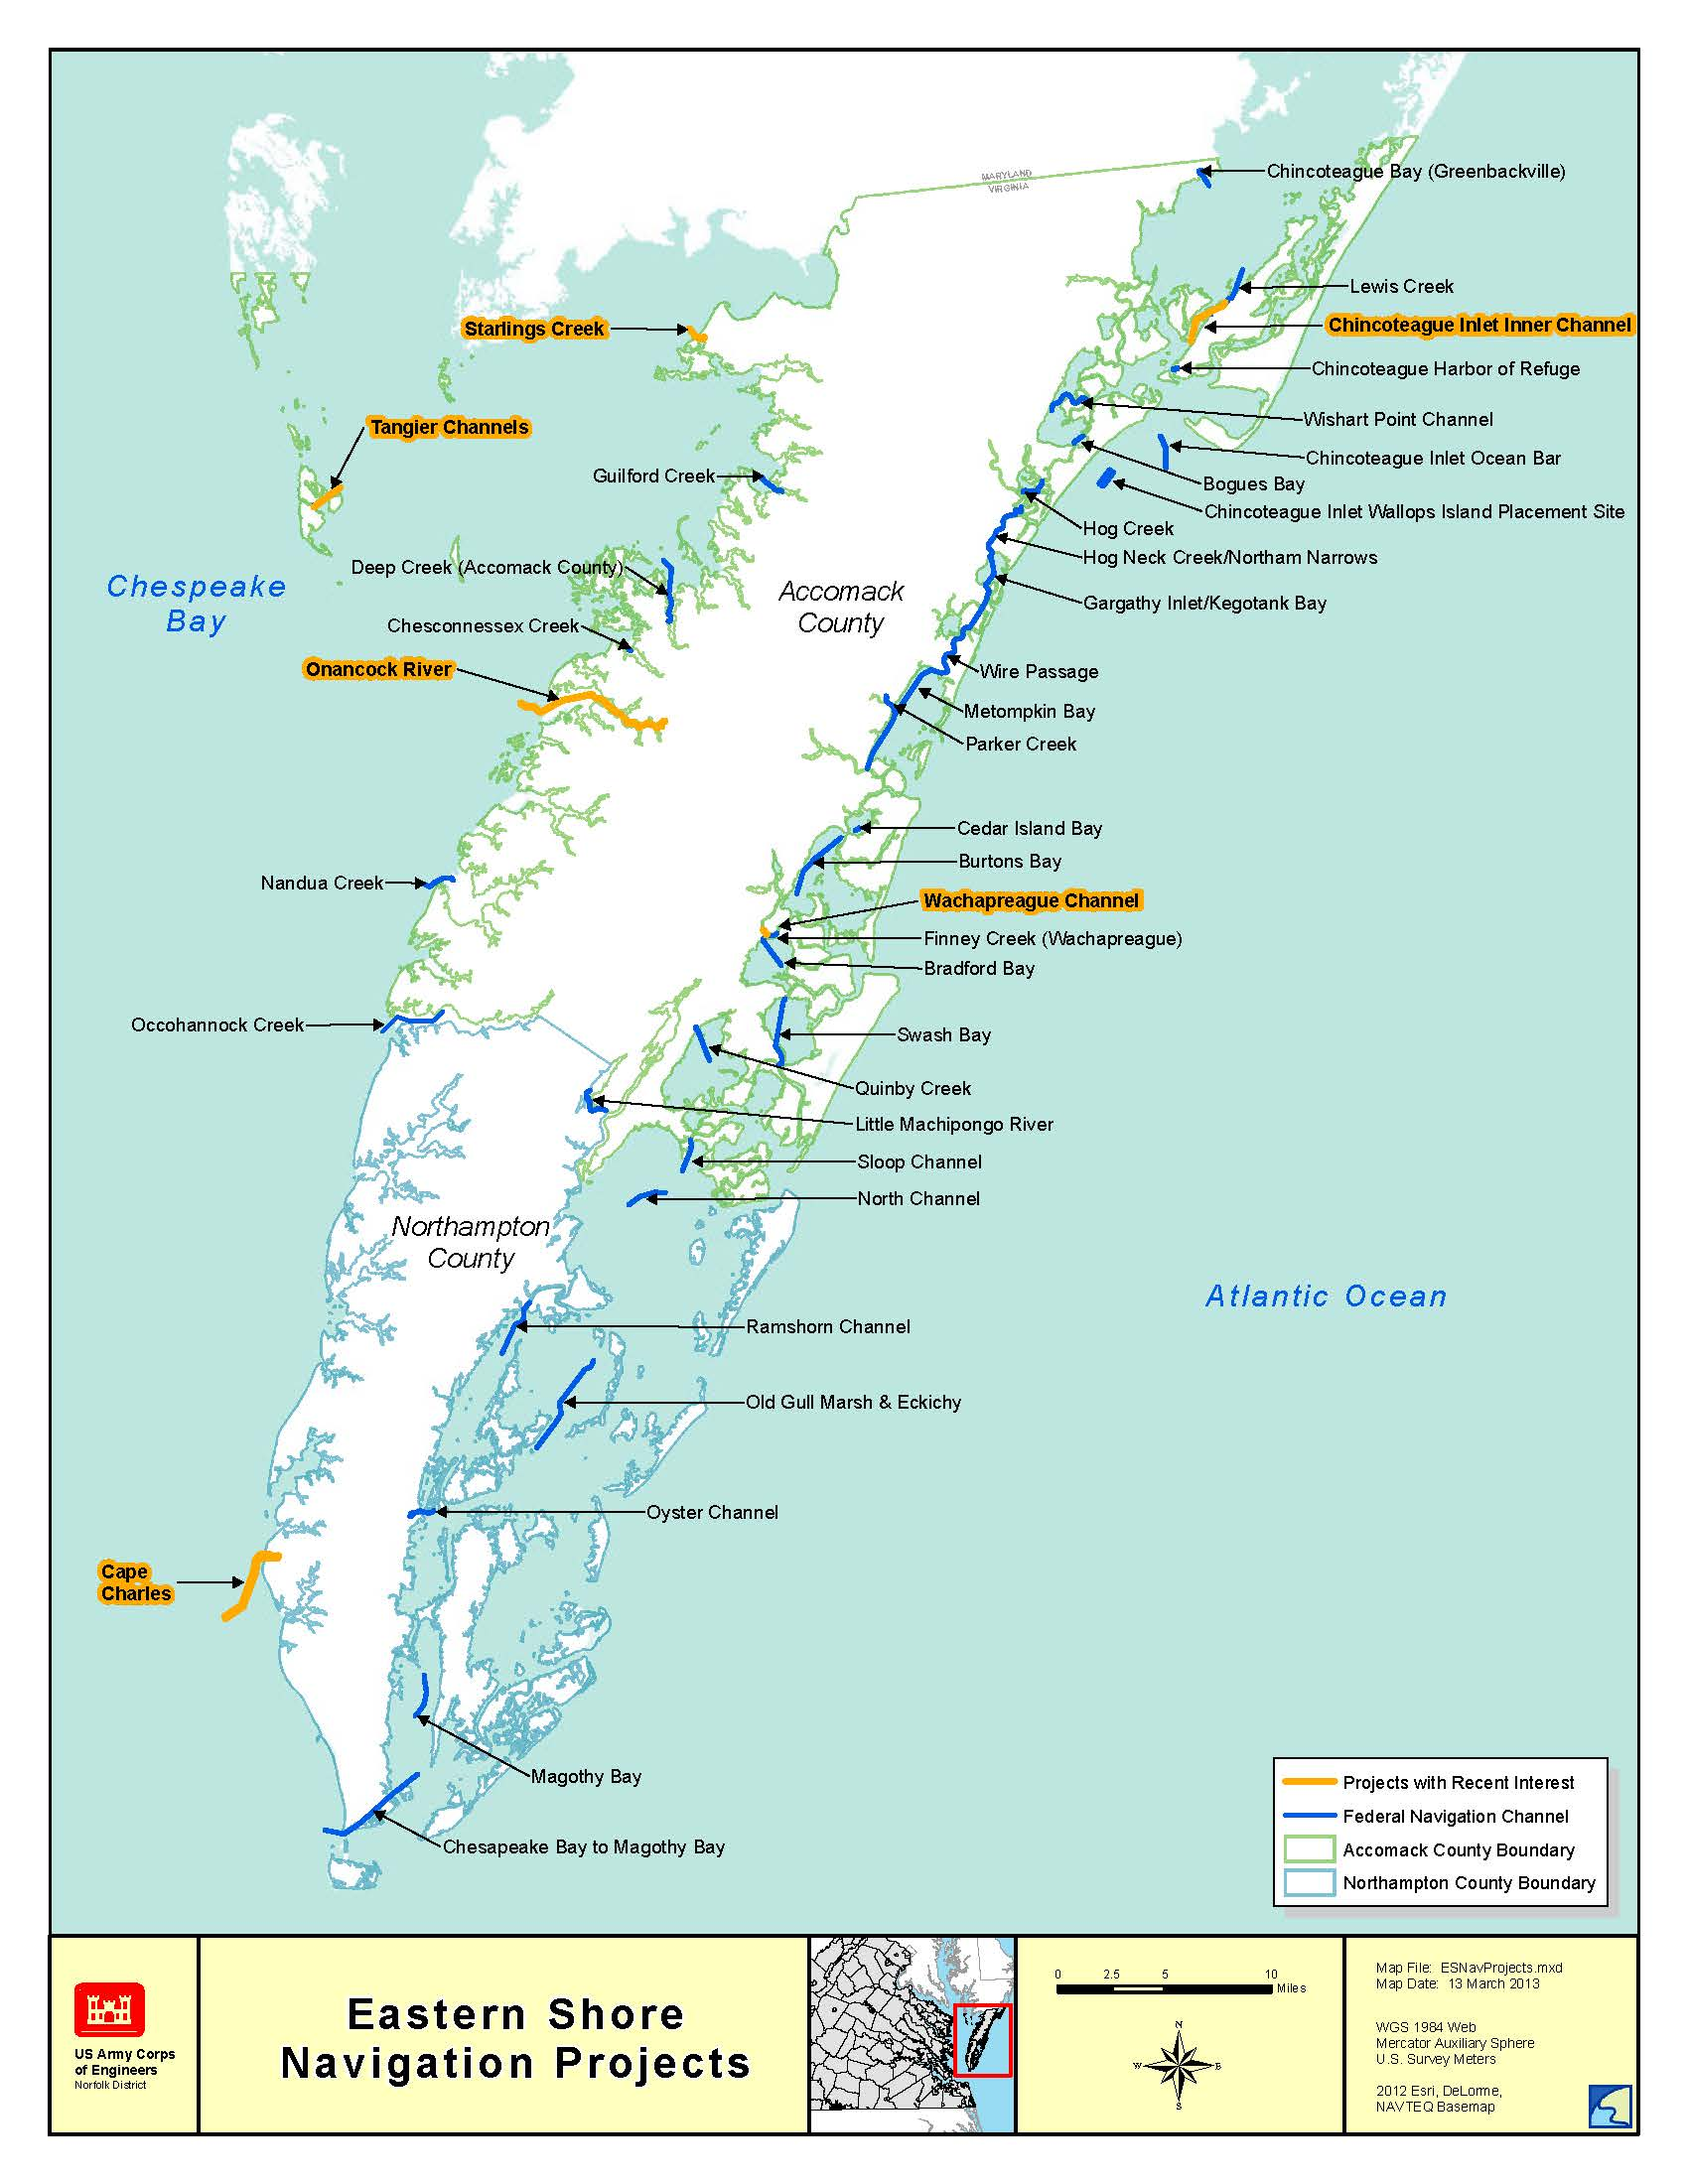 MARYLAND
VIRGINIA
Chincoteague Bay (Greenbackville)
Lewis Creek
Starlings Creek
Chincoteague Inlet Inner Channel
Chincoteague Harbor of Refuge
Tangier Channels
Wishart Point Channel
Chincoteague Inlet Ocean Bar
Guilford Creek
Bogues Bay
Chincoteague Inlet Wallops Island Placement Site
Hog Creek
Hog Neck Creek/Northam Narrows
Deep Creek (Accomack County)
Chespeake
Bay
Accomack
County
Gargathy Inlet/Kegotank Bay
Chesconnessex Creek
Onancock River
Wire Passage
Metompkin Bay
Parker Creek
Cedar Island Bay
Burtons Bay
Nandua Creek
Wachapreague Channel
Finney Creek (Wachapreague)
Bradford Bay
Occohannock Creek
Swash Bay
Quinby Creek
Little Machipongo River
Sloop Channel
North Channel
Northampton
County
Atlantic Ocean
Ramshorn Channel
Old Gull Marsh & Eckichy
Oyster Channel
Cape
Charles
Magothy Bay
Chesapeake Bay to Magothy Bay
Projects with Recent Interest
Federal Navigation Channel
Accomack County Boundary
Northampton County Boundary
US Army Corps
of Engineers
Norfolk District
Eastern Shore
Navigation Projects
0 2.5 5 10
Miles
N
W E
S
Map File: ESNavProjects.mxd
Map Date: 13 March 2013
WGS 1984 Web
Mercator Auxiliary Sphere
U.S. Survey Meters
2012 Esri, DeLorme,
NAVTEQ Basemap